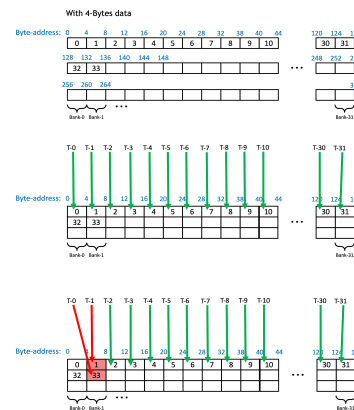 With 4-Bytes data
Byte-address: 0 4 8 12 16 20 24 28 32 36 40 44 120 124
0 1 2 3 4 5 6 7 8 9 10 30 31
128 132 136 140 144 148 248 252
32 33 ...
256 260 264
...
Bank-0 Bank-1 Bank-31
T-0 T-1 T-2 T-3 T-4 T-5 T-6 T-7 T-8 T-9 T-10 T-30 T-31
Byte-address: 0 4 8 12 16 20 24 28 32 36 40 44 120 124
0 1 2 3 4 5 6 7 8 9 10 30 31
32 33 ...
Bank-0 Bank-1 Bank-31
T-0 T-1 T-2 T-3 T-4 T-5 T-6 T-7 T-8 T-9 T-10 T-30 T-31
Byte-address: 0 8 12 16 20 24 28 32 36 40 44 120 124
0 1 2 3 4 5 6 7 8 9 10 30 31
32 33 ...
...
Bank-0 Bank-1 Bank-31